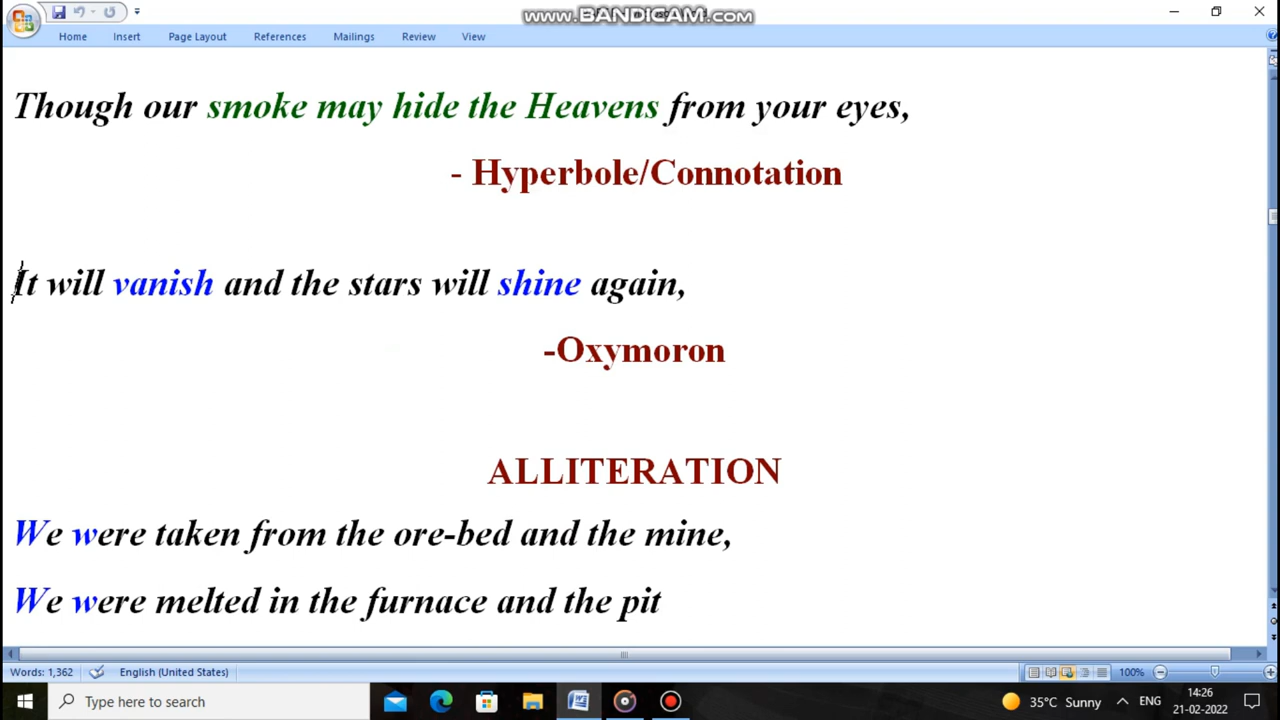 www.BANDICAM.com
Home Insert Page Layout References Mailings Review View
Though our smoke may hide the Heavens from your eyes,
- Hyperbole/Connotation
It will vanish and the stars will shine again,
-Oxymoron
ALLITERATION
We were taken from the ore-bed and the mine,
We were melted in the furnace and the pit
Words: 1,362 English (United States) 100%
Type here to search 35°C Sunny ENG 14:26
21-02-2022